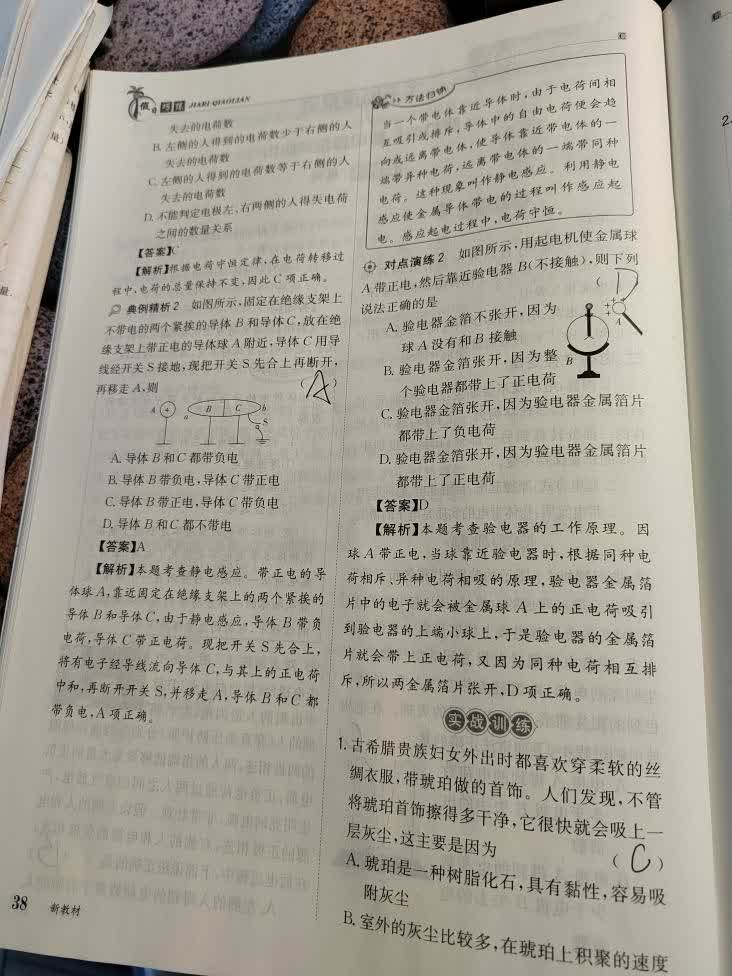 假日巧练 JIARI QIAOLIAN
失去的电荷数
B. 左侧的人得到的电荷数少于右侧的人
失去的电荷数
C. 左侧的人得到的电荷数等于右侧的人
失去的电荷数
D. 不能判定电极左、右两侧的人得失电荷
之间的数量关系
【答案】C
【解析】根据电荷守恒定律,在电荷转移过
程中,电荷的总量保持不变,因此C项正确。
典例精析2 如图所示,固定在绝缘支架上
不带电的两个紧挨的导体B和导体C,放在绝
缘支架上带正电的导体球A附近,导体C用导
线经开关S接地,现把开关S先合上再断开,
再移走A,则 (A)
A + B C a b S
A. 导体B和C都带负电
B. 导体B带负电,导体C带正电
C. 导体B带正电,导体C带负电
D. 导体B和C都不带电
【答案】A
【解析】本题考查静电感应。带正电的导
体球A,靠近固定在绝缘支架上的两个紧挨的
导体B和导体C,由于静电感应,导体B带负
电荷,导体C带正电荷。现把开关S先合上,
将有电子经导线流向导体C,与其上的正电荷
中和,再断开开关S,并移走A,导体B和C都
带负电,A项正确。
38 新教材
方法归纳
当一个带电体靠近导体时,由于电荷间相
互吸引或排斥,导体中的自由电荷便会趋
向或远离带电体,使导体靠近带电体的一
端带异种电荷,远离带电体的一端带同种
电荷。这种现象叫作静电感应。利用静电
感应使金属导体带电的过程叫作感应起
电。感应起电过程中,电荷守恒。
对点演练2 如图所示,用起电机使金属球
A带正电,然后靠近验电器B(不接触),则下列
说法正确的是 (D
A. 验电器金箔不张开,因为
球A没有和B接触
B. 验电器金箔张开,因为整
个验电器都带上了正电荷
A
B
C. 验电器金箔张开,因为验电器金属箔片
都带上了负电荷
D. 验电器金箔张开,因为验电器金属箔片
都带上了正电荷
【答案】D
【解析】本题考查验电器的工作原理。因
球A带正电,当球靠近验电器时,根据同种电
荷相斥、异种电荷相吸的原理,验电器金属箔
片中的电子就会被金属球A上的正电荷吸引
到验电器的上端小球上,于是验电器的金属箔
片就会带上正电荷,又因为同种电荷相互排
斥,所以两金属箔片张开,D项正确。
实战训练
1. 古希腊贵族妇女外出时都喜欢穿柔软的丝
绸衣服,带琥珀做的首饰。人们发现,不管
将琥珀首饰擦得多干净,它很快就会吸上一
层灰尘,这主要是因为 (C)
A. 琥珀是一种树脂化石,具有黏性,容易吸
附灰尘
B. 室外的灰尘比较多,在琥珀上积聚的速度